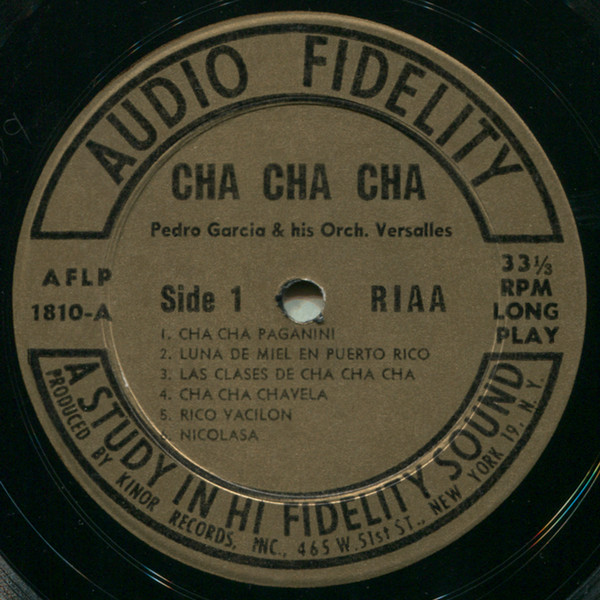 AUDIO FIDELITY
CHA CHA CHA
Pedro Garcia & his Orch. Versalles
AFLP
1810-A
Side 1
RIAA
33⅓
RPM
LONG
PLAY
1. CHA CHA PAGANINI
2. LUNA DE MIEL EN PUERTO RICO
3. LAS CLASES DE CHA CHA CHA
4. CHA CHA CHAVELA
5. RICO VACILON
NICOLASA
A STUDY IN HI FIDELITY SOUND
PRODUCED BY KINOR RECORDS, INC., 465 W. 51st ST., NEW YORK 19, N. Y.